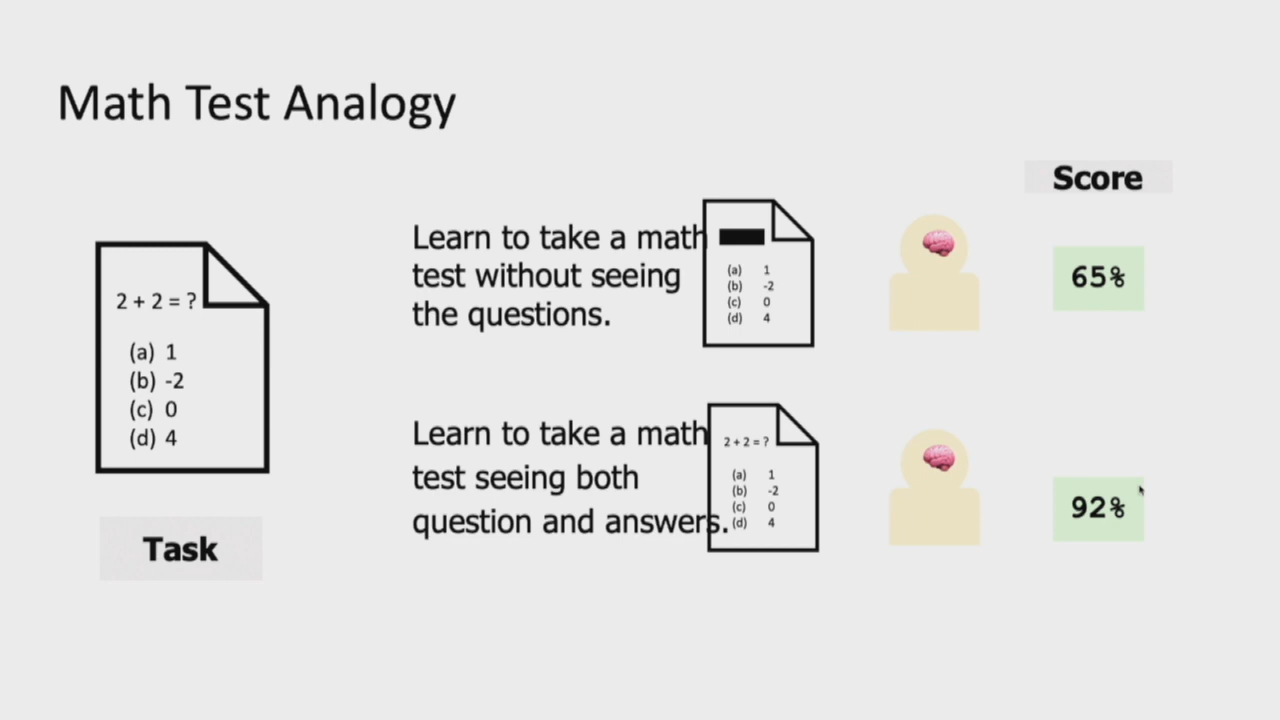 Math Test Analogy
Score
2 + 2 = ?
(a) 1
(b) -2
(c) 0
(d) 4
Task
Learn to take a math
test without seeing
the questions.
(a) 1
(b) -2
(c) 0
(d) 4
65%
Learn to take a math
test seeing both
question and answers.
2 + 2 = ?
(a) 1
(b) -2
(c) 0
(d) 4
92%